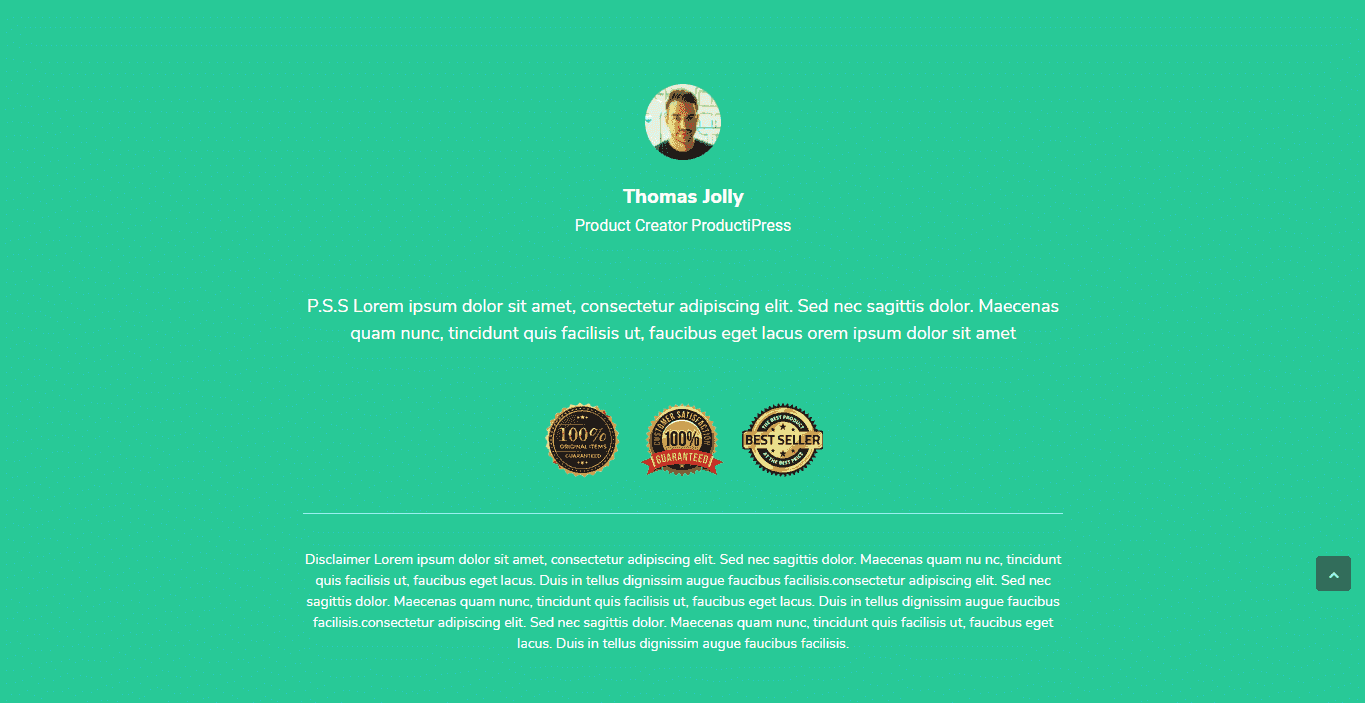 Thomas Jolly
Product Creator ProductiPress
P.S.S Lorem ipsum dolor sit amet, consectetur adipiscing elit. Sed nec sagittis dolor. Maecenas
quam nunc, tincidunt quis facilisis ut, faucibus eget lacus orem ipsum dolor sit amet
100%
ORIGINAL ITEMS
GUARANTEED
CUSTOMER SATISFACTION
100%
GUARANTEED
THE BEST PRODUCT
BEST SELLER
AT THE BEST PRICE
Disclaimer Lorem ipsum dolor sit amet, consectetur adipiscing elit. Sed nec sagittis dolor. Maecenas quam nu nc, tincidunt
quis facilisis ut, faucibus eget lacus. Duis in tellus dignissim augue faucibus facilisis.consectetur adipiscing elit. Sed nec
sagittis dolor. Maecenas quam nunc, tincidunt quis facilisis ut, faucibus eget lacus. Duis in tellus dignissim augue faucibus
facilisis.consectetur adipiscing elit. Sed nec sagittis dolor. Maecenas quam nunc, tincidunt quis facilisis ut, faucibus eget
lacus. Duis in tellus dignissim augue faucibus facilisis.